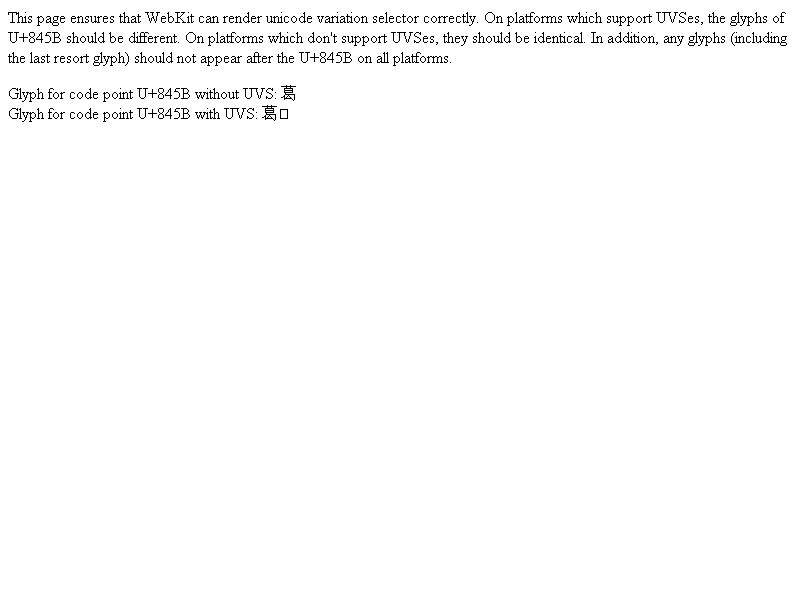 This page ensures that WebKit can render unicode variation selector correctly. On platforms which support UVSes, the glyphs of
U+845B should be different. On platforms which don't support UVSes, they should be identical. In addition, any glyphs (including
the last resort glyph) should not appear after the U+845B on all platforms.
Glyph for code point U+845B without UVS: 葛
Glyph for code point U+845B with UVS: 葛□